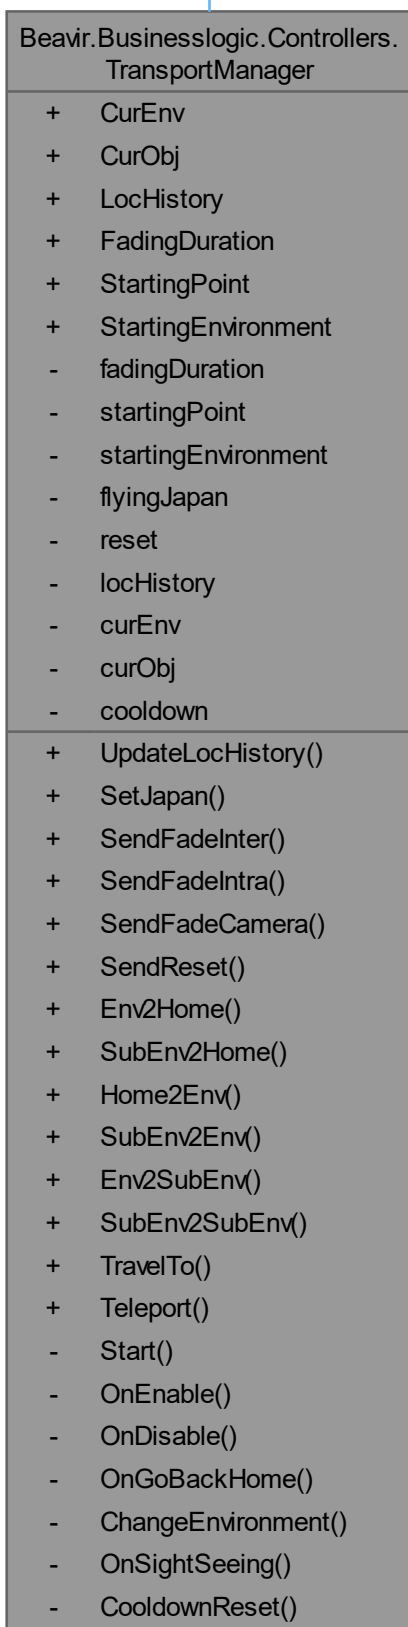 Beavir.Businesslogic.Controllers.
TransportManager
+ CurEnv
+ CurObj
+ LocHistory
+ FadingDuration
+ StartingPoint
+ StartingEnvironment
- fadingDuration
- startingPoint
- startingEnvironment
- flyingJapan
- reset
- locHistory
- curEnv
- curObj
- cooldown
+ UpdateLocHistory()
+ SetJapan()
+ SendFadeInter()
+ SendFadeIntra()
+ SendFadeCamera()
+ SendReset()
+ Env2Home()
+ SubEnv2Home()
+ Home2Env()
+ SubEnv2Env()
+ Env2SubEnv()
+ SubEnv2SubEnv()
+ TravelTo()
+ Teleport()
- Start()
- OnEnable()
- OnDisable()
- OnGoBackHome()
- ChangeEnvironment()
- OnSightSeeing()
- CooldownReset()